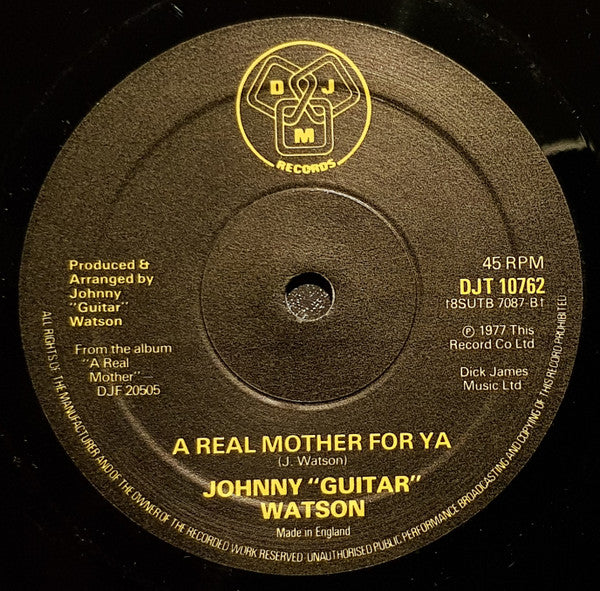 D J
M
RECORDS
Produced &
Arranged by
Johnny
"Guitar"
Watson
From the album
"A Real
Mother"—
DJF 20505
45 RPM
DJT 10762
†8SUTB 7087-B†
℗ 1977 This
Record Co Ltd
Dick James
Music Ltd
A REAL MOTHER FOR YA
(J. Watson)
JOHNNY "GUITAR"
WATSON
Made in England
ALL RIGHTS OF THE MANUFACTURER AND OF THE OWNER OF THE RECORDED WORK RESERVED · UNAUTHORISED PUBLIC PERFORMANCE BROADCASTING AND COPYING OF THIS RECORD PROHIBITED